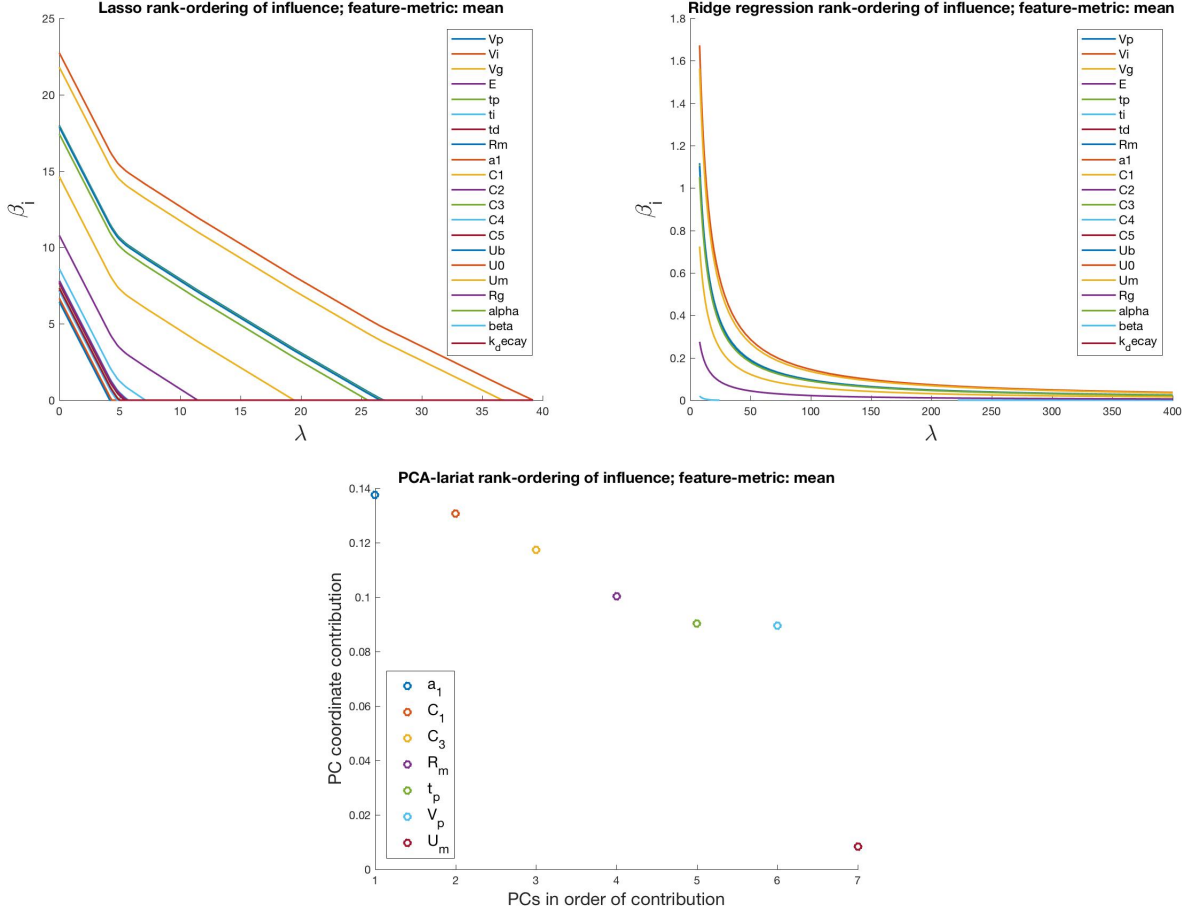 Lasso rank-ordering of influence; feature-metric: mean
25
20
15
10
5
0
βi
0 5 10 15 20 25 30 35 40
λ
Vp
Vi
Vg
E
tp
ti
td
Rm
a1
C1
C2
C3
C4
C5
Ub
U0
Um
Rg
alpha
beta
k_decay
Ridge regression rank-ordering of influence; feature-metric: mean
1.8
1.6
1.4
1.2
1
0.8
0.6
0.4
0.2
0
βi
0 50 100 150 200 250 300 350 400
λ
Vp
Vi
Vg
E
tp
ti
td
Rm
a1
C1
C2
C3
C4
C5
Ub
U0
Um
Rg
alpha
beta
k_decay
PCA-lariat rank-ordering of influence; feature-metric: mean
0.14
0.12
0.1
0.08
0.06
0.04
0.02
0
PC coordinate contribution
a1
C1
C3
Rm
tp
Vp
Um
1 2 3 4 5 6 7
PCs in order of contribution